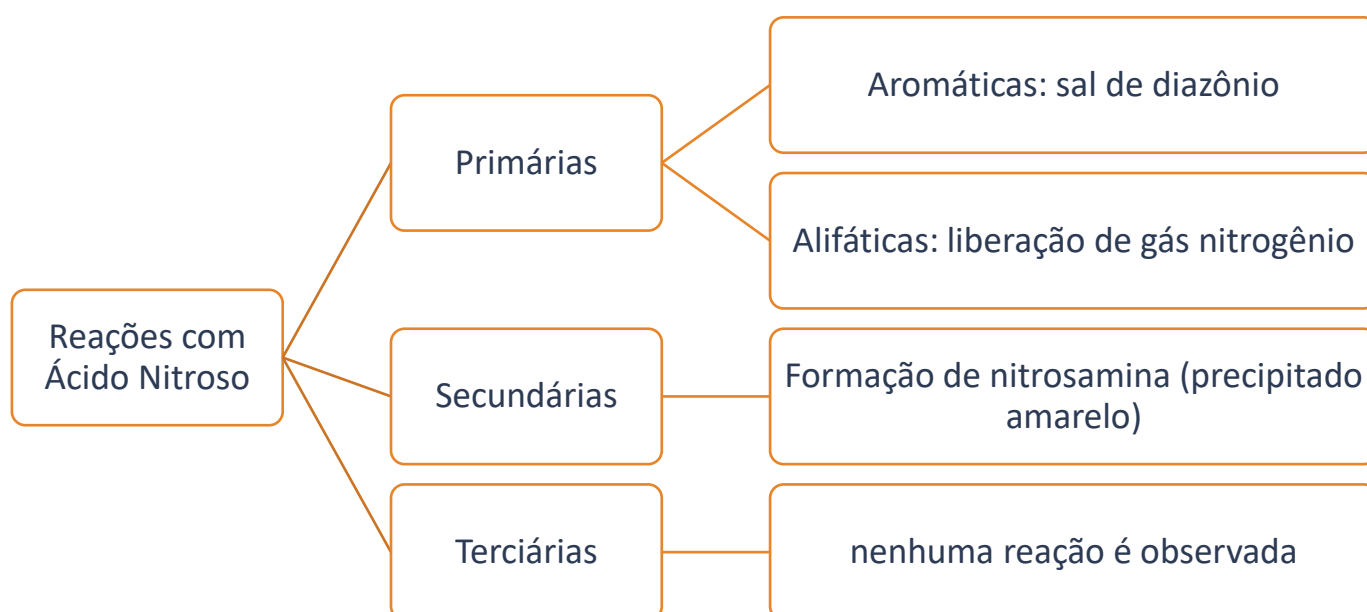 Reações com
Ácido Nitroso
Primárias
Aromáticas: sal de diazônio
Alifáticas: liberação de gás nitrogênio
Secundárias
Formação de nitrosamina (precipitado
amarelo)
Terciárias
nenhuma reação é observada